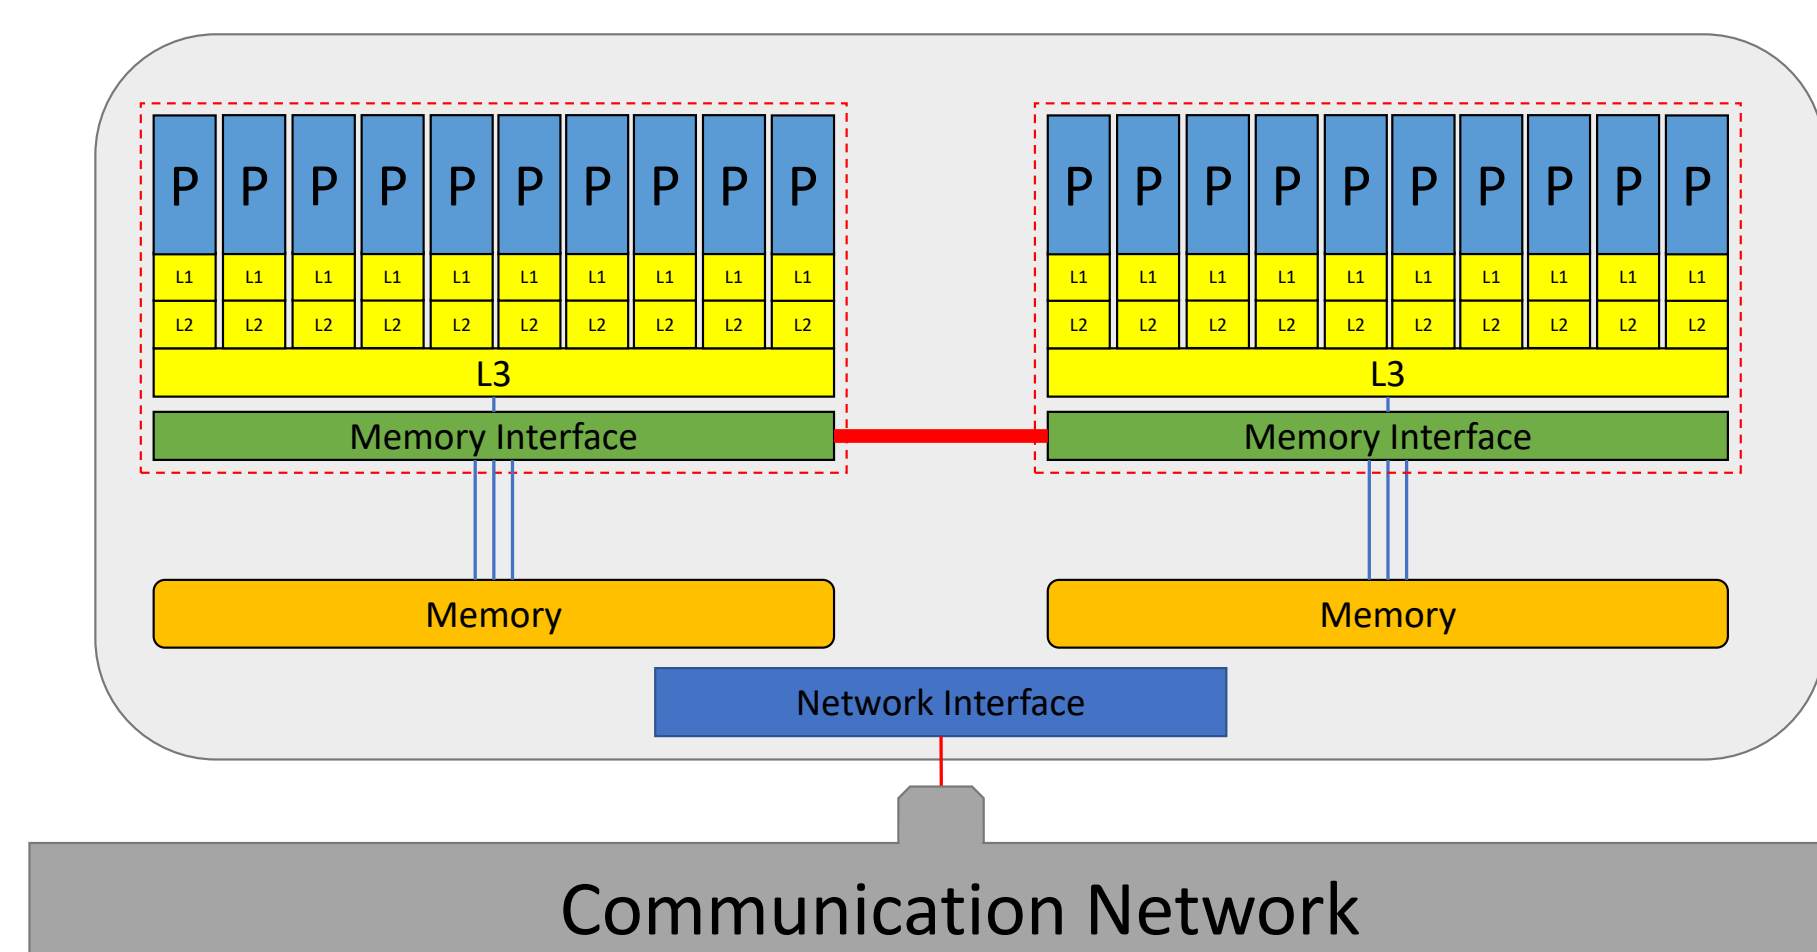 P P P P P P P P P P P P P P P P P P P P
L1 L1 L1 L1 L1 L1 L1 L1 L1 L1 L1 L1 L1 L1 L1 L1 L1 L1 L1 L1
L2 L2 L2 L2 L2 L2 L2 L2 L2 L2 L2 L2 L2 L2 L2 L2 L2 L2 L2 L2
L3 L3
Memory Interface Memory Interface
Memory Memory
Network Interface
Communication Network